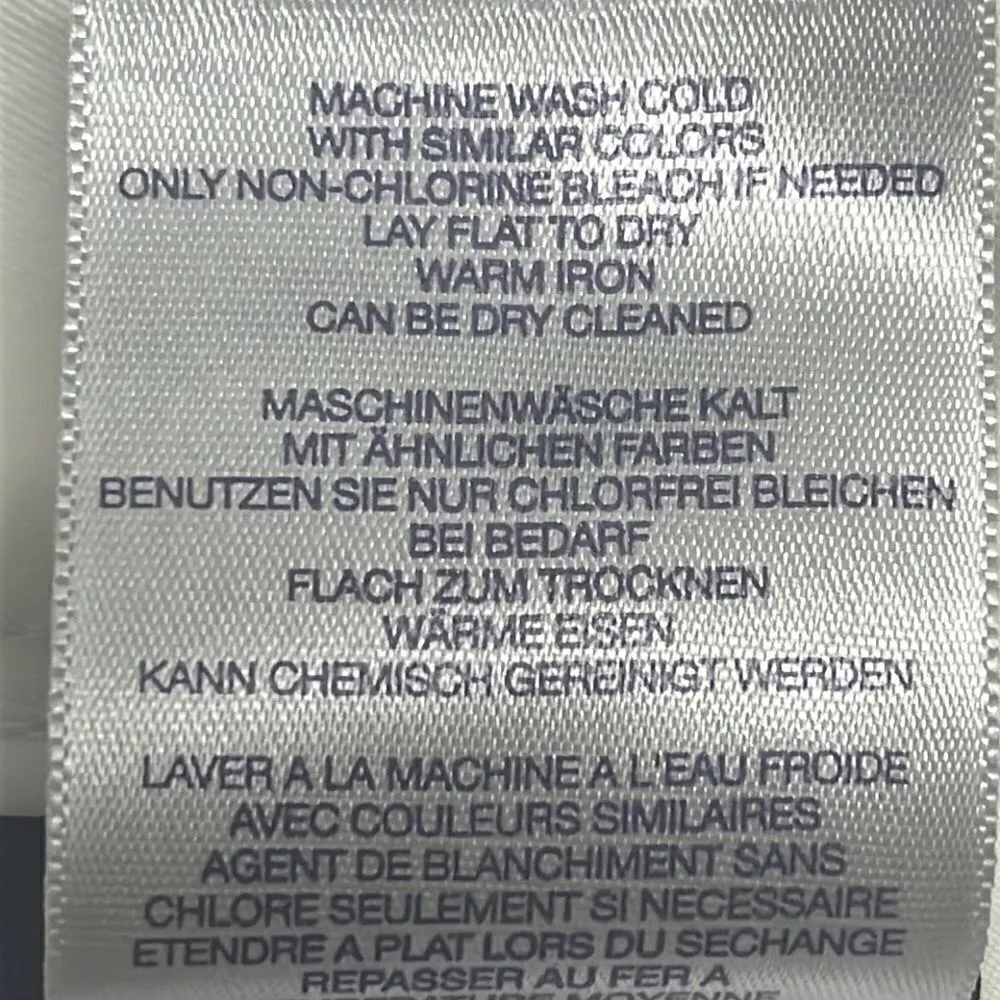 MACHINE WASH COLD
WITH SIMILAR COLORS
ONLY NON-CHLORINE BLEACH IF NEEDED
LAY FLAT TO DRY
WARM IRON
CAN BE DRY CLEANED
MASCHINENWÄSCHE KALT
MIT ÄHNLICHEN FARBEN
BENUTZEN SIE NUR CHLORFREI BLEICHEN
BEI BEDARF
FLACH ZUM TROCKNEN
WÄRME EISEN
KANN CHEMISCH GEREINIGT WERDEN
LAVER A LA MACHINE A L'EAU FROIDE
AVEC COULEURS SIMILAIRES
AGENT DE BLANCHIMENT SANS
CHLORE SEULEMENT SI NECESSAIRE
ETENDRE A PLAT LORS DU SECHANGE
REPASSER AU FER A